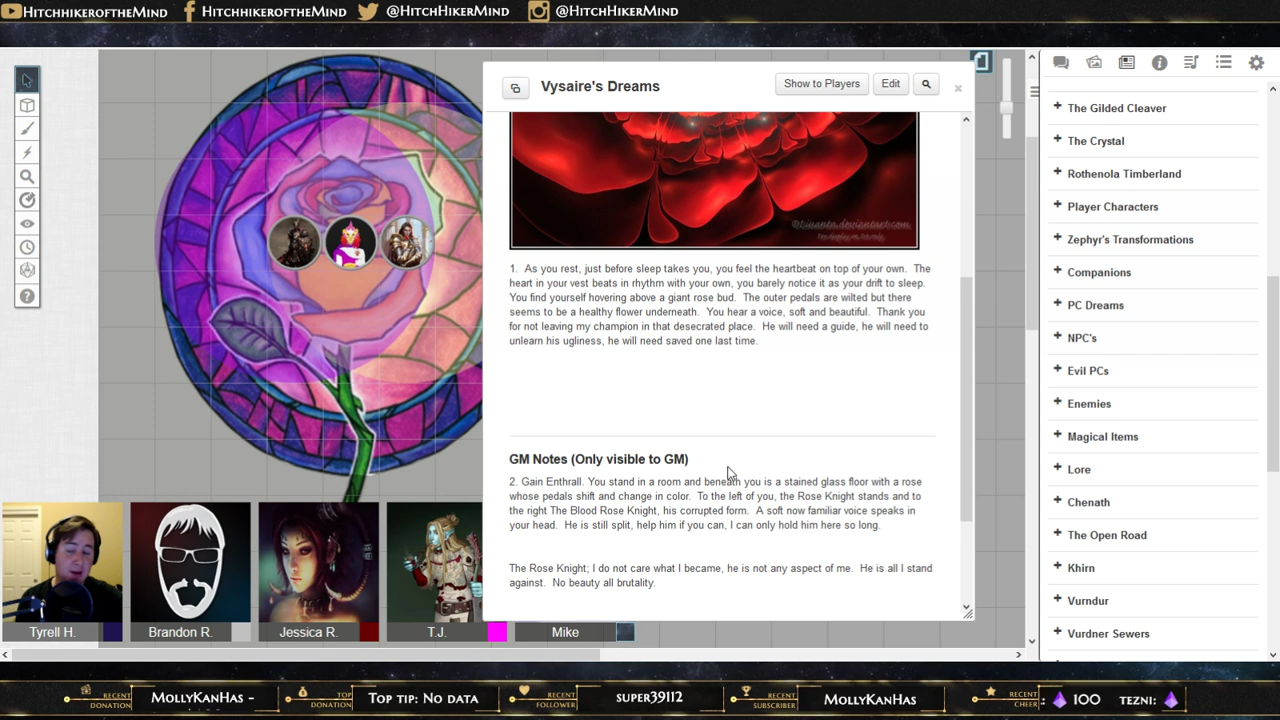 HitchhikeroftheMind HitchhikeroftheMind @HitchHikerMind @HitchHikerMind
Vysaire's Dreams
Show to Players Edit
©Lisanta.deviantart.com
1. As you rest, just before sleep takes you, you feel the heartbeat on top of your own. The
heart in your vest beats in rhythm with your own, you barely notice it as your drift to sleep.
You find yourself hovering above a giant rose bud. The outer pedals are wilted but there
seems to be a healthy flower underneath. You hear a voice, soft and beautiful. Thank you
for not leaving my champion in that desecrated place. He will need a guide, he will need to
unlearn his ugliness, he will need saved one last time.
GM Notes (Only visible to GM)
2. Gain Enthrall. You stand in a room and beneath you is a stained glass floor with a rose
whose pedals shift and change in color. To the left of you, the Rose Knight stands and to
the right The Blood Rose Knight, his corrupted form. A soft now familiar voice speaks in
your head. He is still split, help him if you can, I can only hold him here so long.
The Rose Knight; I do not care what I became, he is not any aspect of me. He is all I stand
against. No beauty all brutality.
The Gilded Cleaver
The Crystal
Rothenola Timberland
Player Characters
Zephyr's Transformations
Companions
PC Dreams
NPC's
Evil PCs
Enemies
Magical Items
Lore
Chenath
The Open Road
Khirn
Vurndur
Vurdner Sewers
Tyrell H. Brandon R. Jessica R. T.J. Mike
Recent Donation MollyKanHas - Top Donation Top tip: No data Recent Follower super39112 Recent Subscriber MollyKanHas Recent Cheer : 100 tezni: